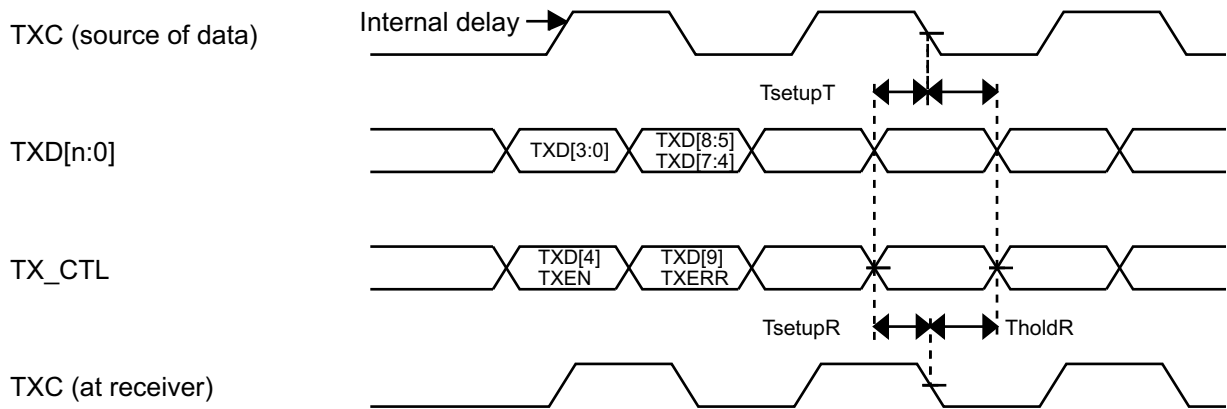 TXC (source of data)
Internal delay
TsetupT
TXD[n:0]
TXD[3:0]
TXD[8:5]
TXD[7:4]
TX_CTL
TXD[4]
TXEN
TXD[9]
TXERR
TsetupR
TholdR
TXC (at receiver)